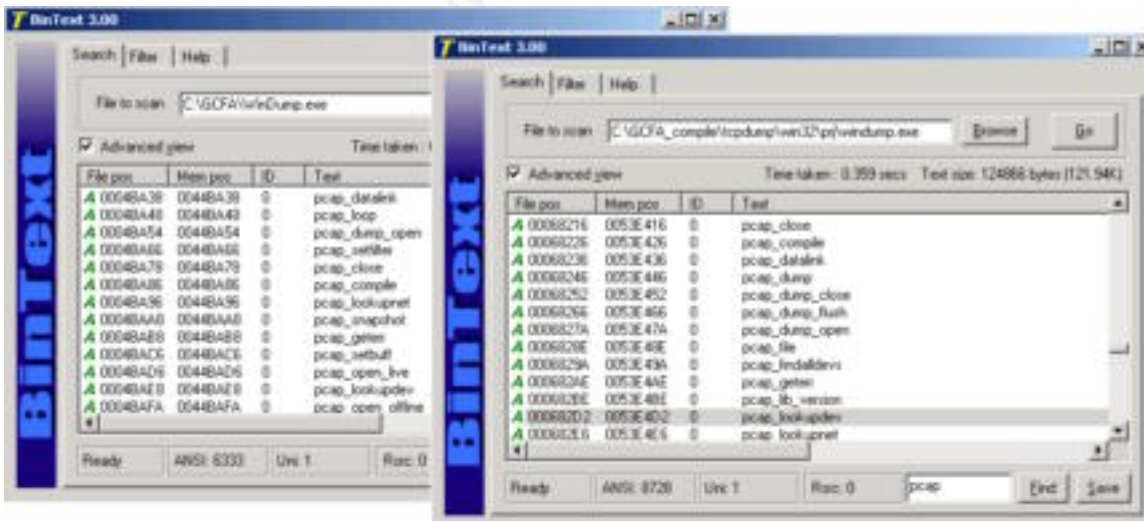 BinText 3.00
Search Filter Help
File to scan C:\GCFA\WinDump.exe
Advanced view Time taken:
File pos Mem pos ID Text
A 0004BA38 0044BA38 0 pcap_datalink
A 0004BA48 0044BA48 0 pcap_loop
A 0004BA54 0044BA54 0 pcap_dump_open
A 0004BA66 0044BA66 0 pcap_setfilter
A 0004BA78 0044BA78 0 pcap_close
A 0004BA86 0044BA86 0 pcap_compile
A 0004BA96 0044BA96 0 pcap_lookupnet
A 0004BAA8 0044BAA8 0 pcap_snapshot
A 0004BAB8 0044BAB8 0 pcap_geterr
A 0004BAC6 0044BAC6 0 pcap_setbuff
A 0004BAD6 0044BAD6 0 pcap_open_live
A 0004BAE8 0044BAE8 0 pcap_lookupdev
A 0004BAFA 0044BAFA 0 pcap_open_offline
Ready ANSI: 6333 Uni: 1 Rsrc: 0
BinText
BinText 3.00
Search Filter Help
File to scan C:\GCFA_compile\tcpdump\win32\prj\windump.exe Browse Go
Advanced view Time taken: 0.359 secs Text size: 124866 bytes (121.94K)
File pos Mem pos ID Text
A 00068216 0053E416 0 pcap_close
A 00068226 0053E426 0 pcap_compile
A 00068236 0053E436 0 pcap_datalink
A 00068246 0053E446 0 pcap_dump
A 00068252 0053E452 0 pcap_dump_close
A 00068266 0053E466 0 pcap_dump_flush
A 0006827A 0053E47A 0 pcap_dump_open
A 0006828E 0053E48E 0 pcap_file
A 0006829A 0053E49A 0 pcap_findalldevs
A 000682AE 0053E4AE 0 pcap_geterr
A 000682BE 0053E4BE 0 pcap_lib_version
A 000682D2 0053E4D2 0 pcap_lookupdev
A 000682E6 0053E4E6 0 pcap_lookupnet
Ready ANSI: 8728 Uni: 1 Rsrc: 0 pcap Find Save
BinText